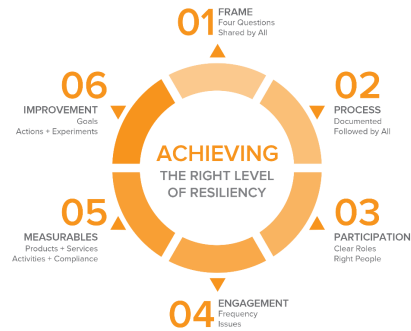 01 FRAME
Four Questions
Shared by All
02
PROCESS
Documented
Followed by All
03
PARTICIPATION
Clear Roles
Right People
04 ENGAGEMENT
Frequency
Issues
05
MEASURABLES
Products + Services
Activities + Compliance
06
IMPROVEMENT
Goals
Actions + Experiments
ACHIEVING
THE RIGHT LEVEL
OF RESILIENCY